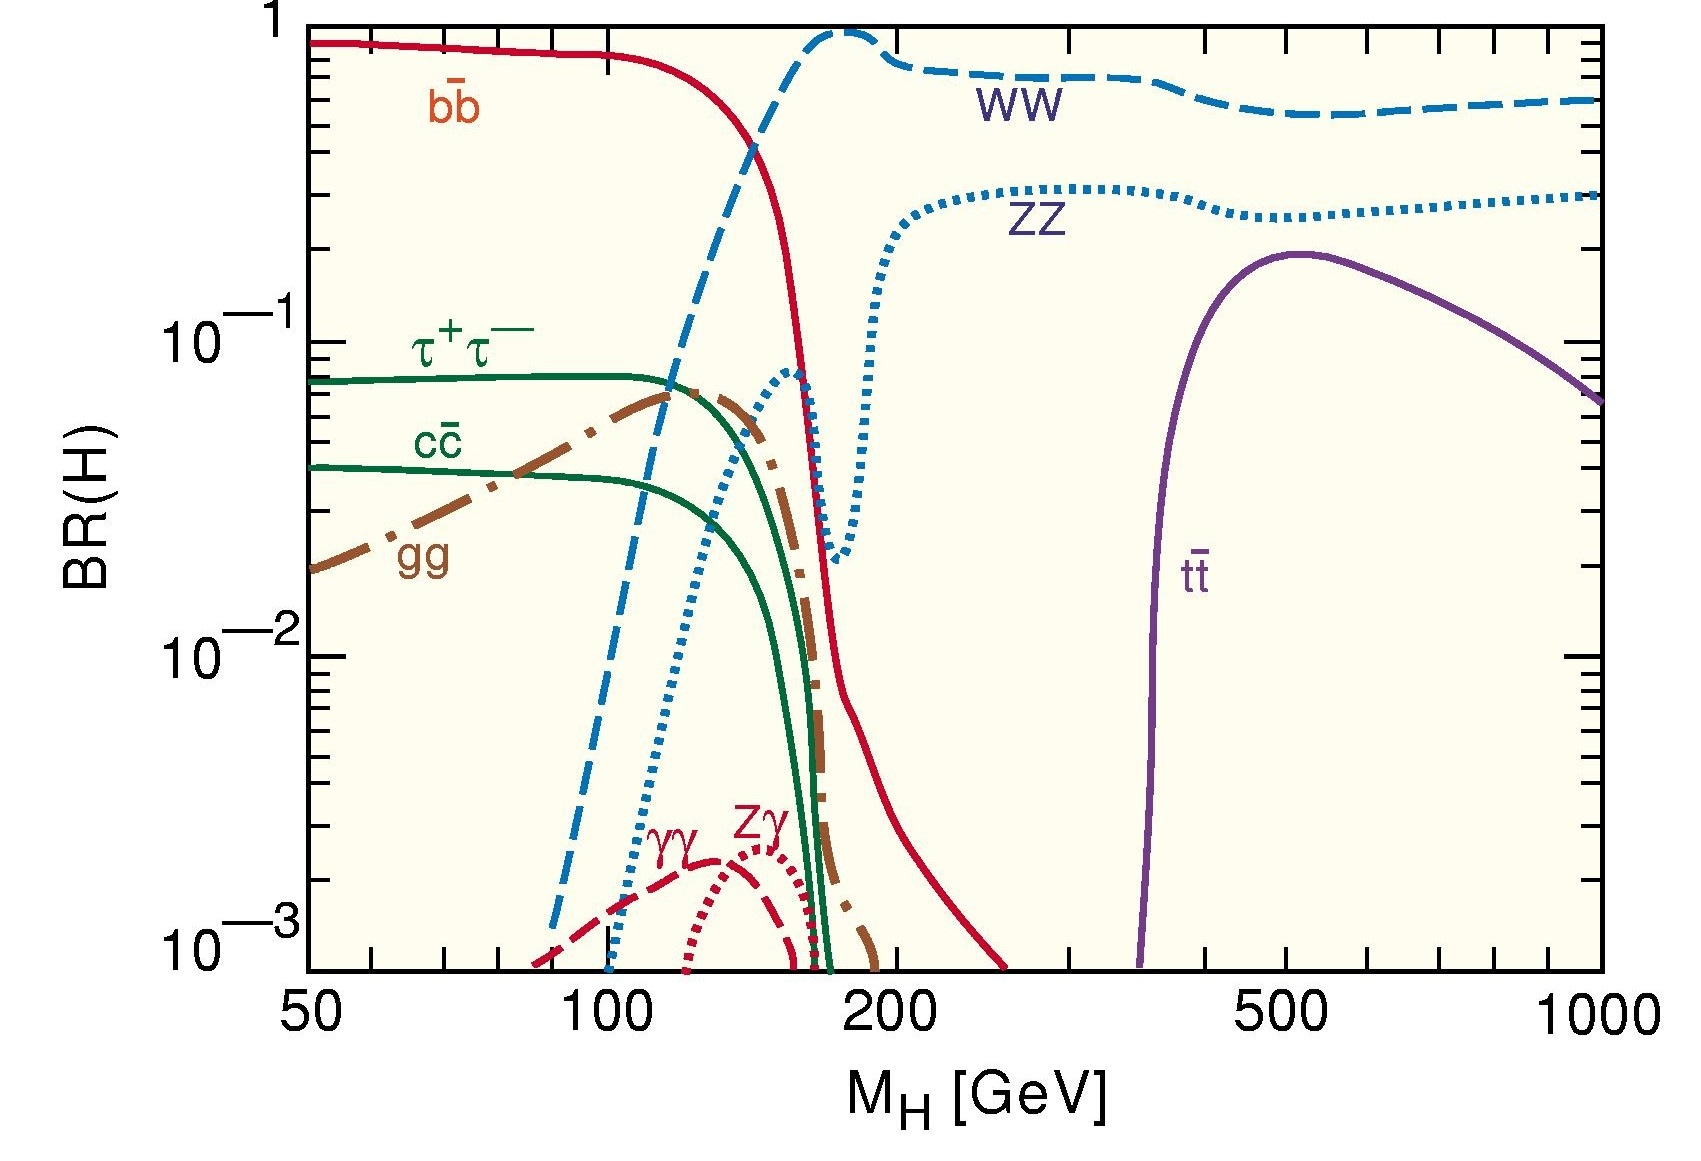 1
bb̄
WW
ZZ
10⁻¹
τ⁺τ⁻
cc̄
BR(H)
gg
tt̄
10⁻²
Zγ
γγ
10⁻³
50 100 200 500 1000
M_H [GeV]